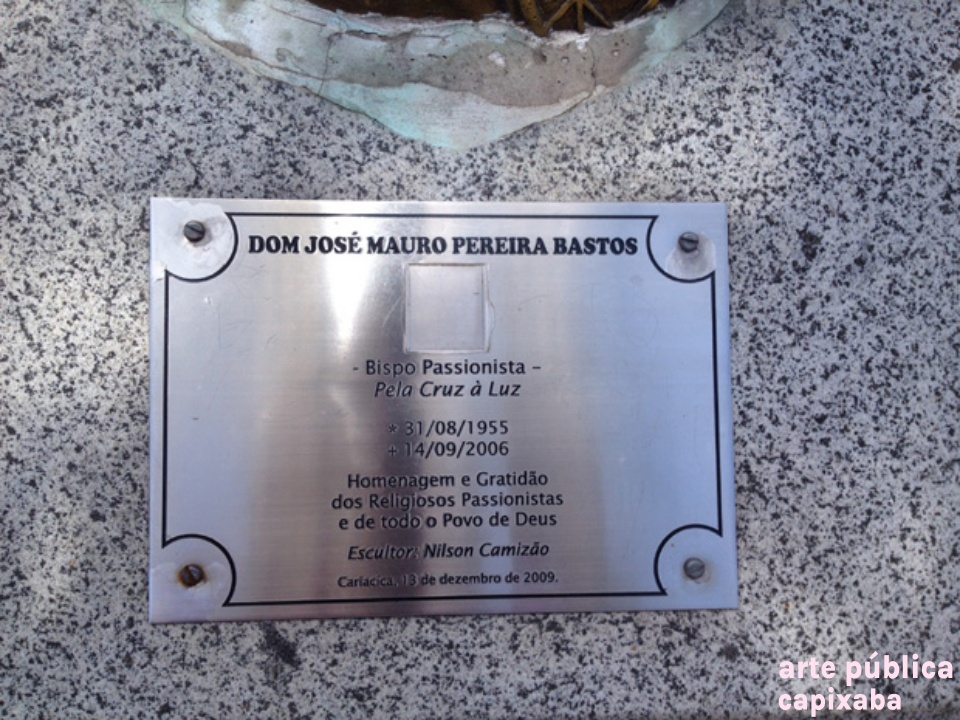 DOM JOSÉ MAURO PEREIRA BASTOS
- Bispo Passionista -
Pela Cruz à Luz
* 31/08/1955
+ 14/09/2006
Homenagem e Gratidão
dos Religiosos Passionistas
e de todo o Povo de Deus
Escultor: Nilson Camizão
Cariacica, 13 de dezembro de 2009.
arte pública
capixaba